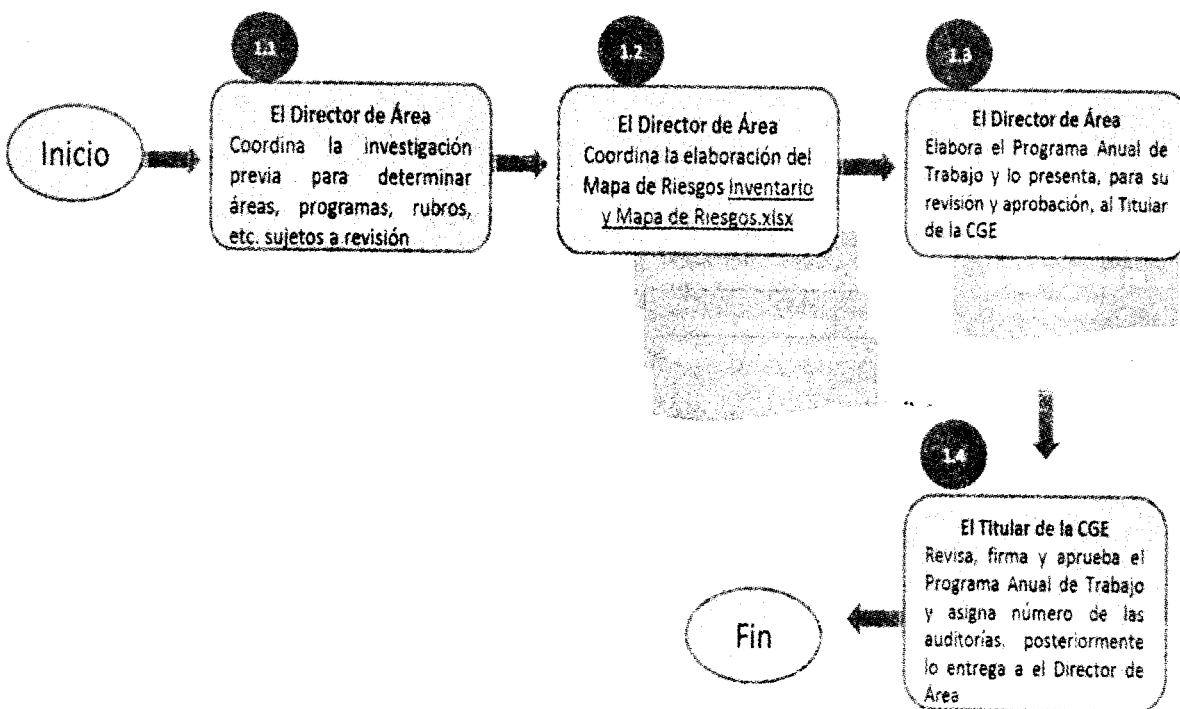 Inicio
1.1
El Director de Área
Coordina la investigación
previa para determinar
áreas, programas, rubros,
etc. sujetos a revisión
1.2
El Director de Área
Coordina la elaboración del
Mapa de Riesgos Inventario
y Mapa de Riesgos.xlsx
1.3
El Director de Área
Elabora el Programa Anual de
Trabajo y lo presenta, para su
revisión y aprobación, al Titular
de la CGE
1.4
El Titular de la CGE
Revisa, firma y aprueba el
Programa Anual de Trabajo
y asigna número de las
auditorías, posteriormente
lo entrega a el Director de
Área
Fin